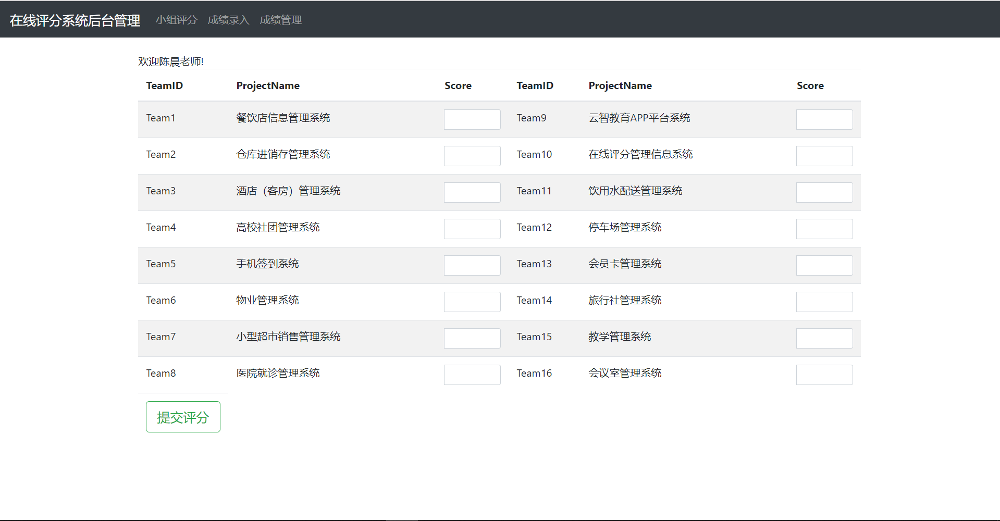 在线评分系统后台管理 小组评分 成绩录入 成绩管理
欢迎陈晨老师!
TeamID ProjectName Score TeamID ProjectName Score
Team1 餐饮店信息管理系统 Team9 云智教育APP平台系统
Team2 仓库进销存管理系统 Team10 在线评分管理信息系统
Team3 酒店（客房）管理系统 Team11 饮用水配送管理系统
Team4 高校社团管理系统 Team12 停车场管理系统
Team5 手机签到系统 Team13 会员卡管理系统
Team6 物业管理系统 Team14 旅行社管理系统
Team7 小型超市销售管理系统 Team15 教学管理系统
Team8 医院就诊管理系统 Team16 会议室管理系统
提交评分